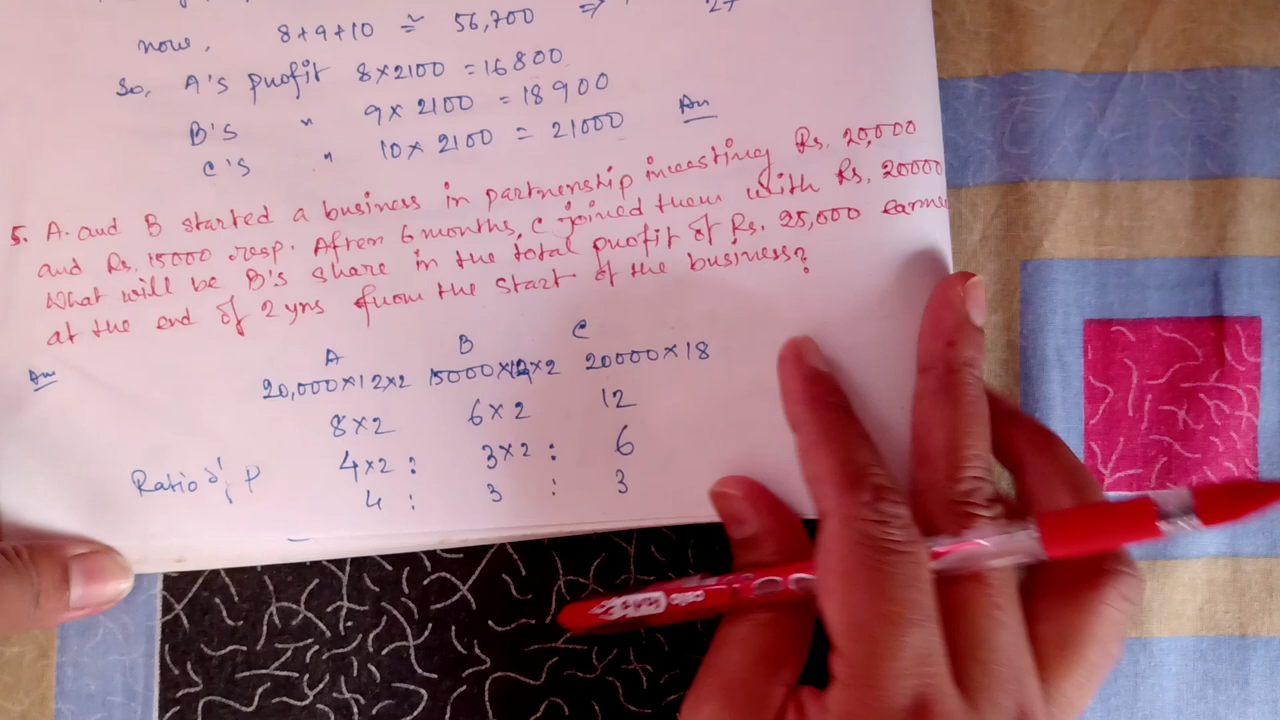 now, 8+9+10 ≅ 56,700 ⇒ 27
So, A's profit 8×2100 = 16800
B's " 9×2100 = 18900
C's " 10×2100 = 21000 Ans
5. A and B started a business in partnership investing Rs. 20,000
and Rs. 15000 resp. After 6 months, C joined them with Rs. 20000
What will be B's share in the total profit of Rs. 25,000 earne
at the end of 2 yrs from the start of the business?
Ans
A B C
20,000×12×2 15000×12×2 20000×18
8×2 6×2 12
4×2 : 3×2 : 6
Ratio of P 4 : 3 : 3
cello